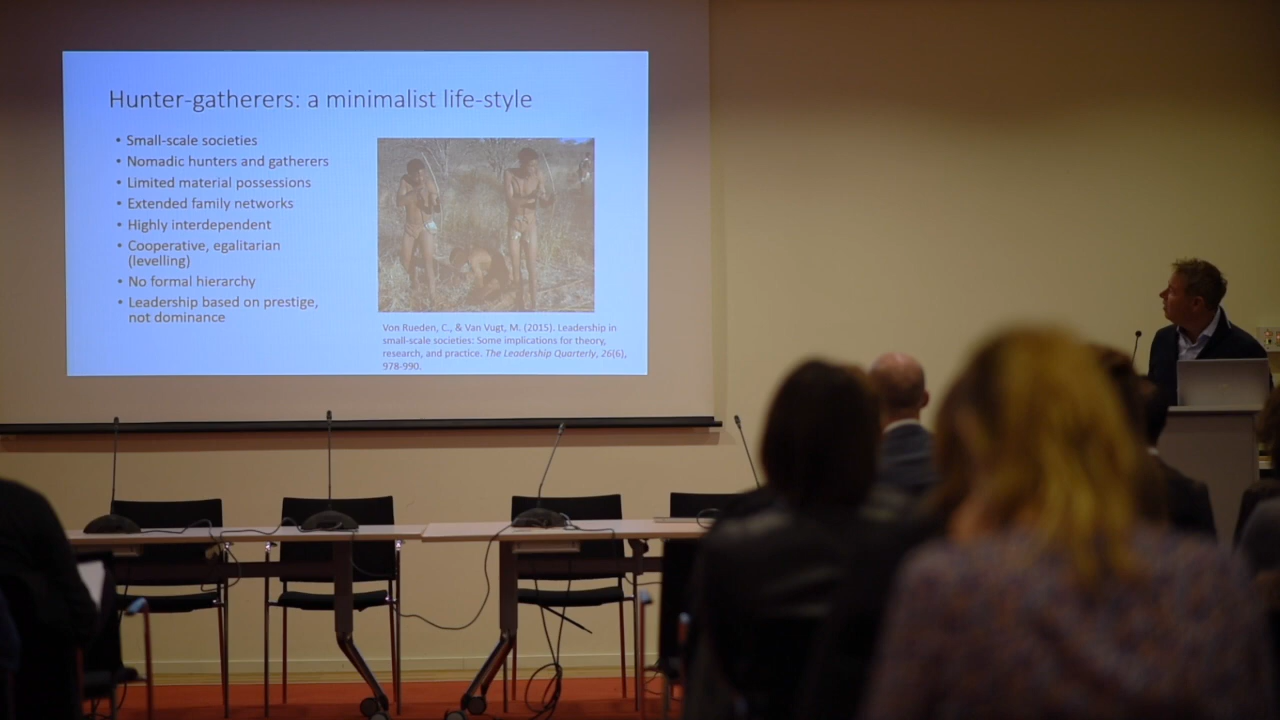 Hunter-gatherers: a minimalist life-style
• Small-scale societies
• Nomadic hunters and gatherers
• Limited material possessions
• Extended family networks
• Highly interdependent
• Cooperative, egalitarian
(levelling)
• No formal hierarchy
• Leadership based on prestige,
not dominance
Von Rueden, C., & Van Vugt, M. (2015). Leadership in
small-scale societies: Some implications for theory,
research, and practice. The Leadership Quarterly, 26(6),
978-990.